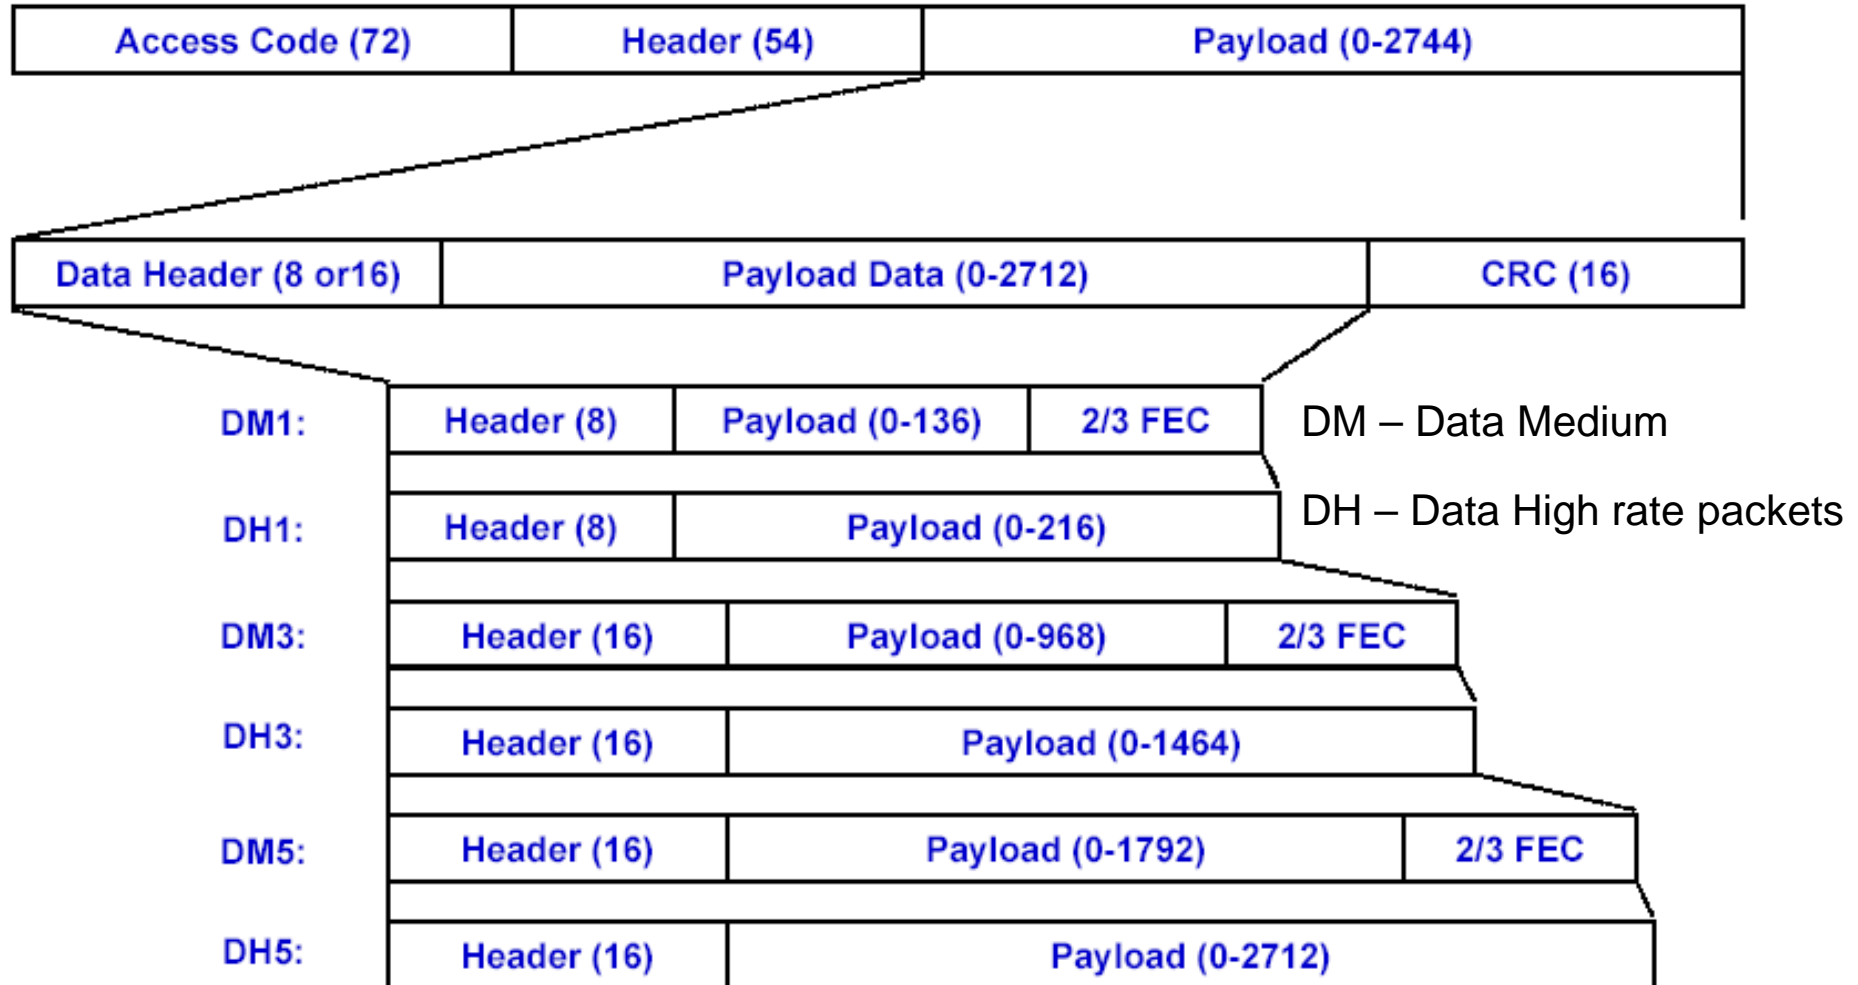 Access Code (72) Header (54) Payload (0-2744)
Data Header (8 or16) Payload Data (0-2712) CRC (16)
DM1: Header (8) Payload (0-136) 2/3 FEC DM – Data Medium
DH1: Header (8) Payload (0-216) DH – Data High rate packets
DM3: Header (16) Payload (0-968) 2/3 FEC
DH3: Header (16) Payload (0-1464)
DM5: Header (16) Payload (0-1792) 2/3 FEC
DH5: Header (16) Payload (0-2712)